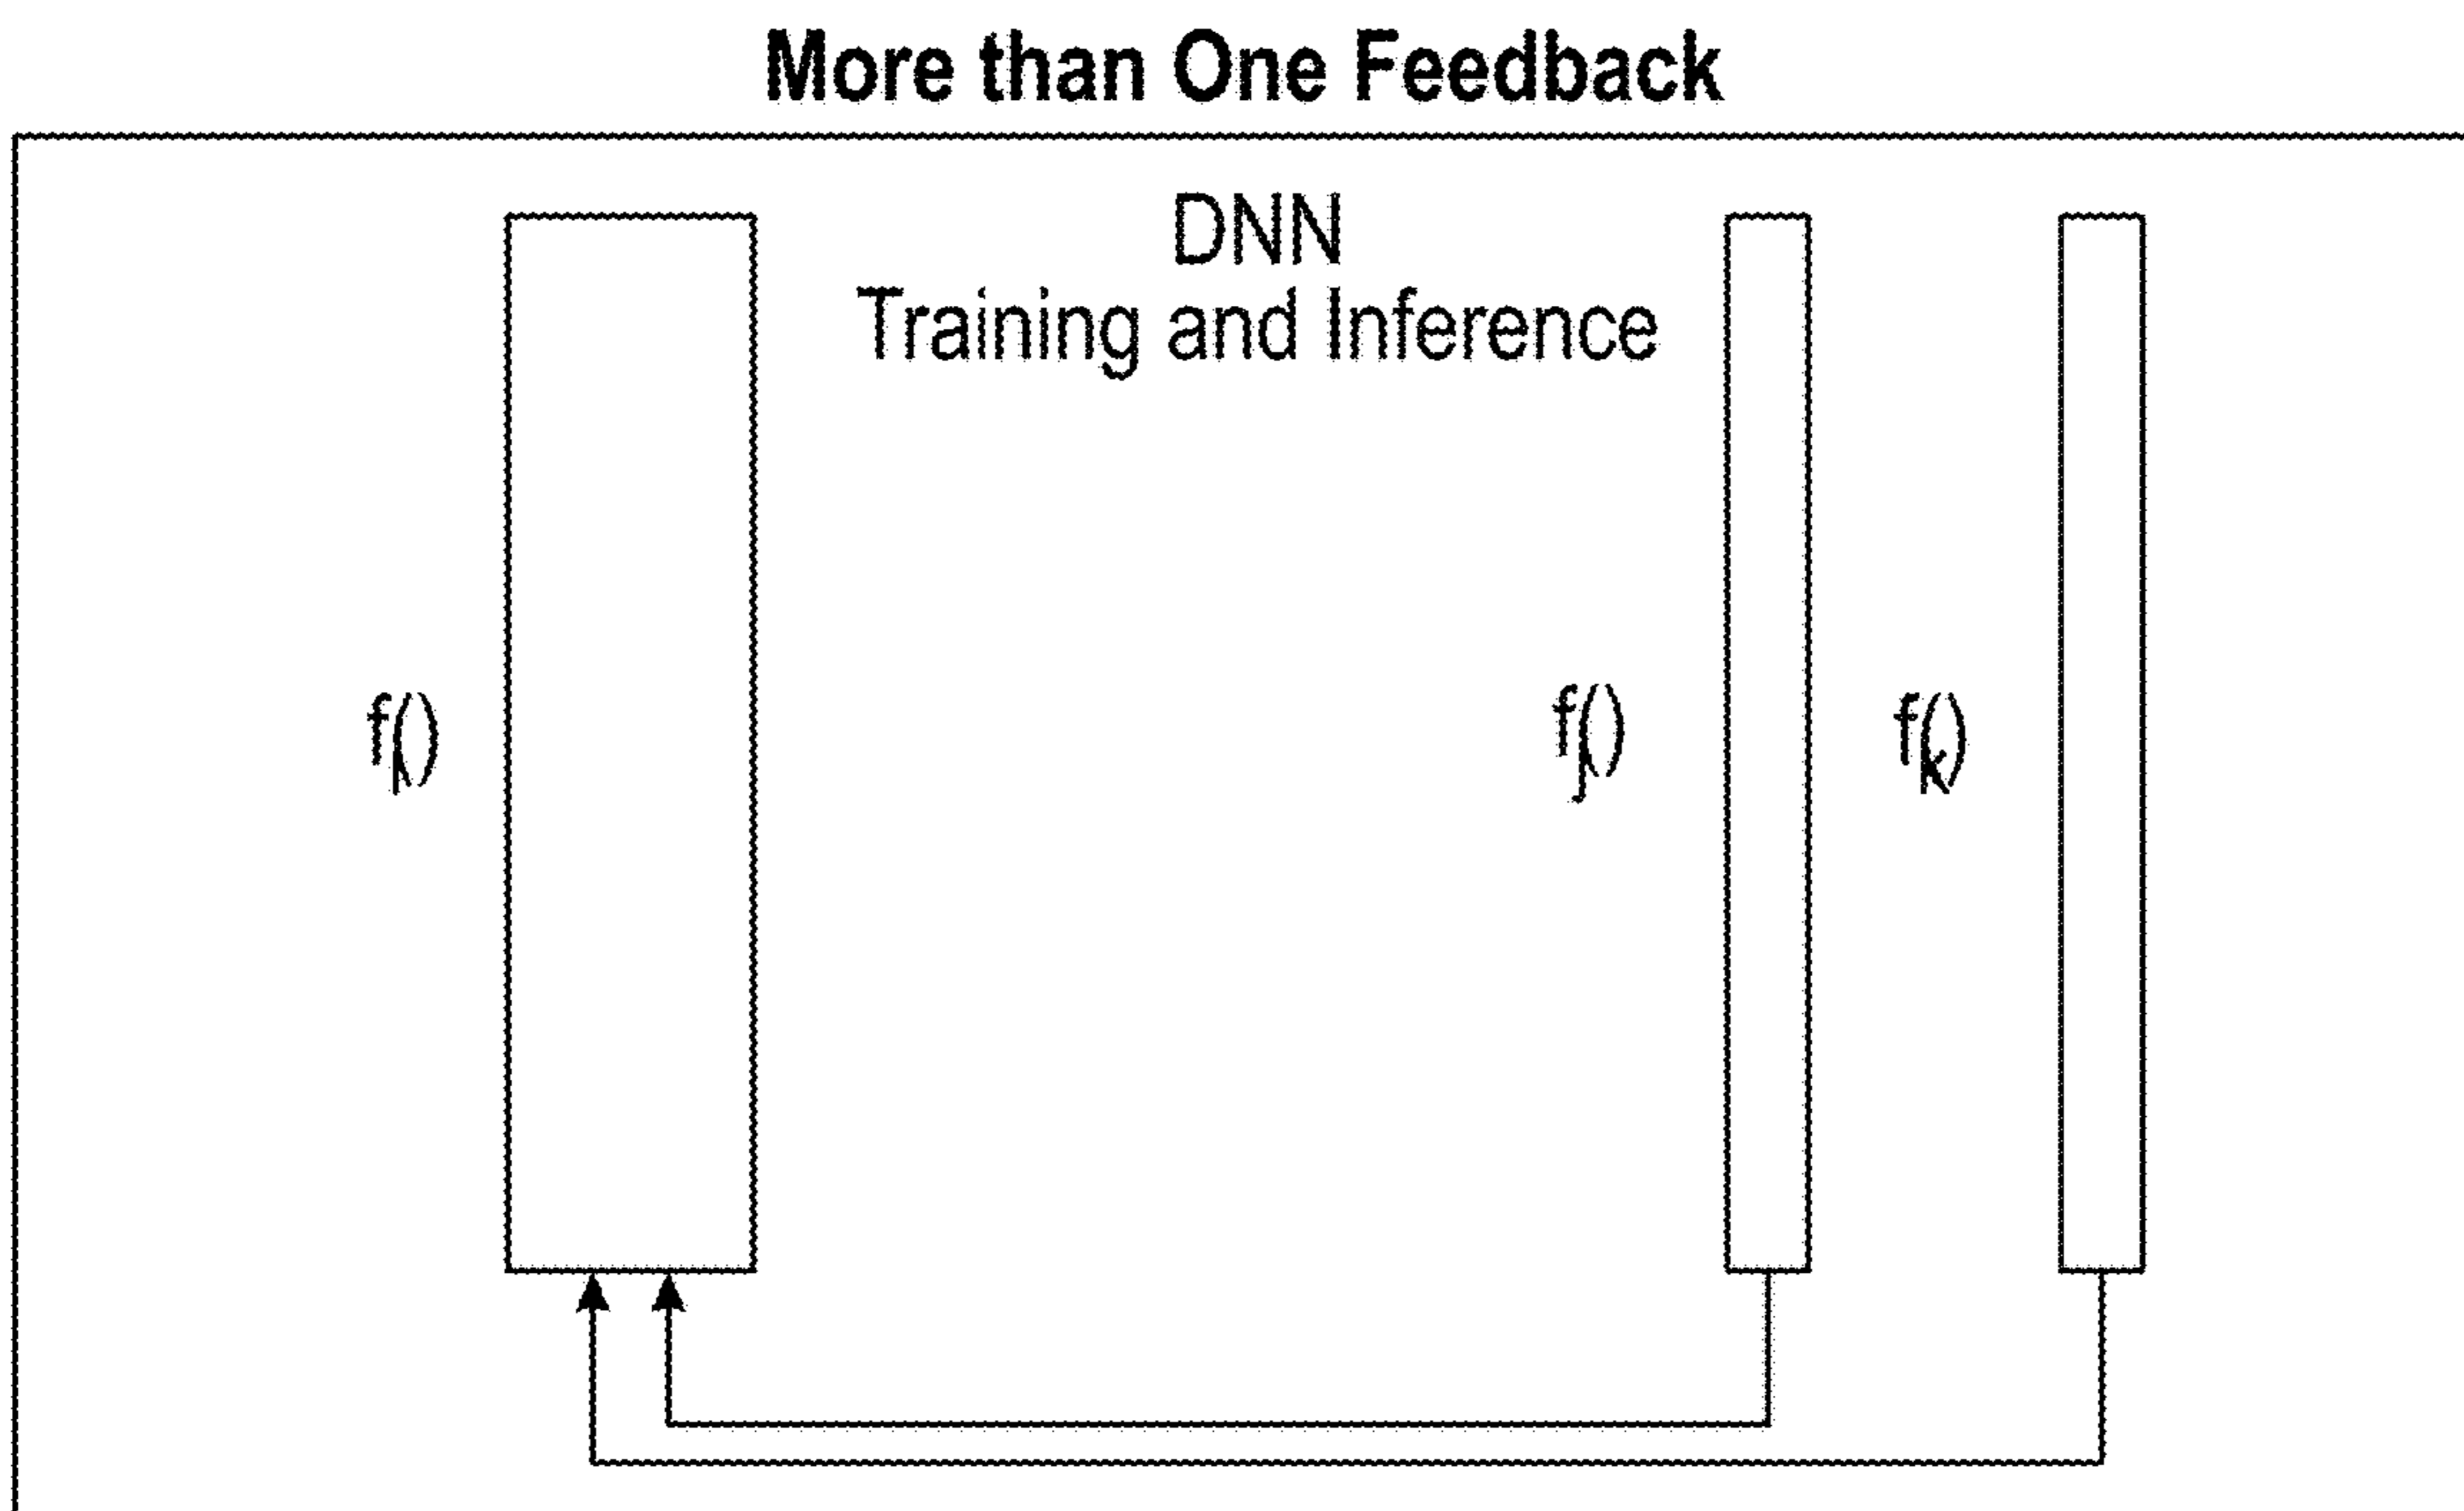 More than One Feedback
DNN
Training and Inference
fi()
fj()
fk()